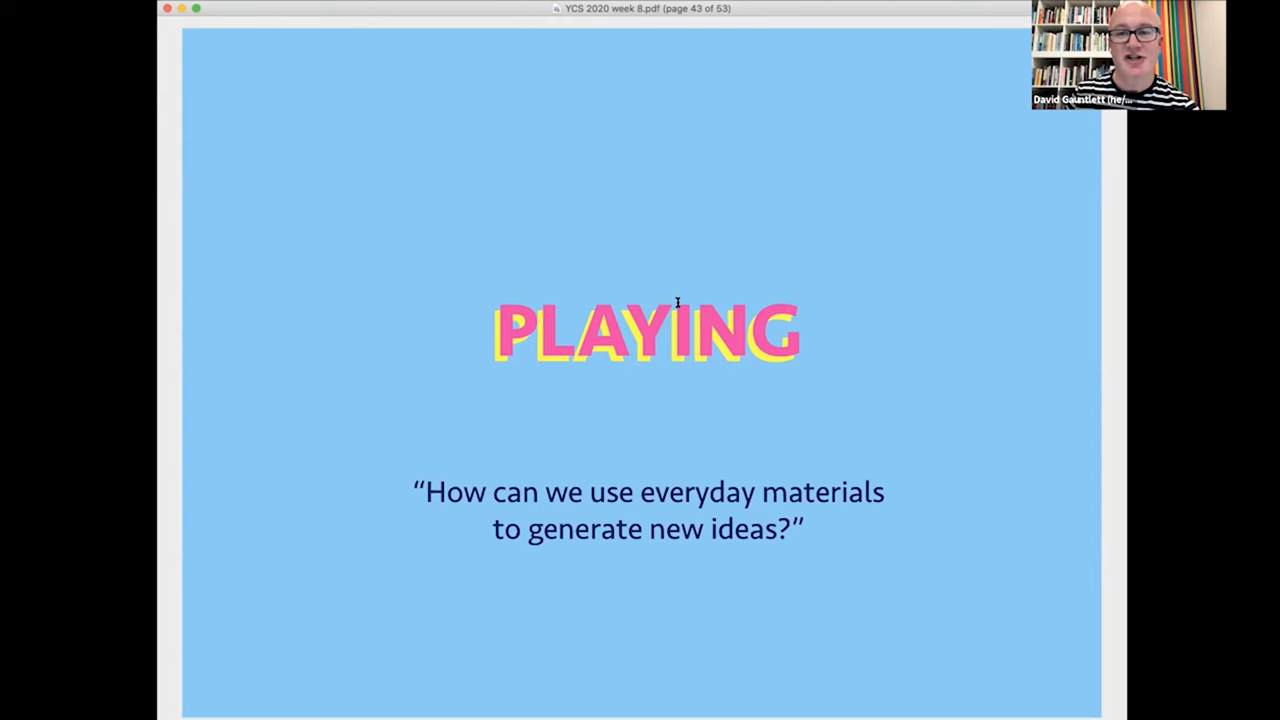 YCS 2020 week 8.pdf (page 43 of 53)
David Gauntlett (he/...
PLAYING
“How can we use everyday materials
to generate new ideas?”